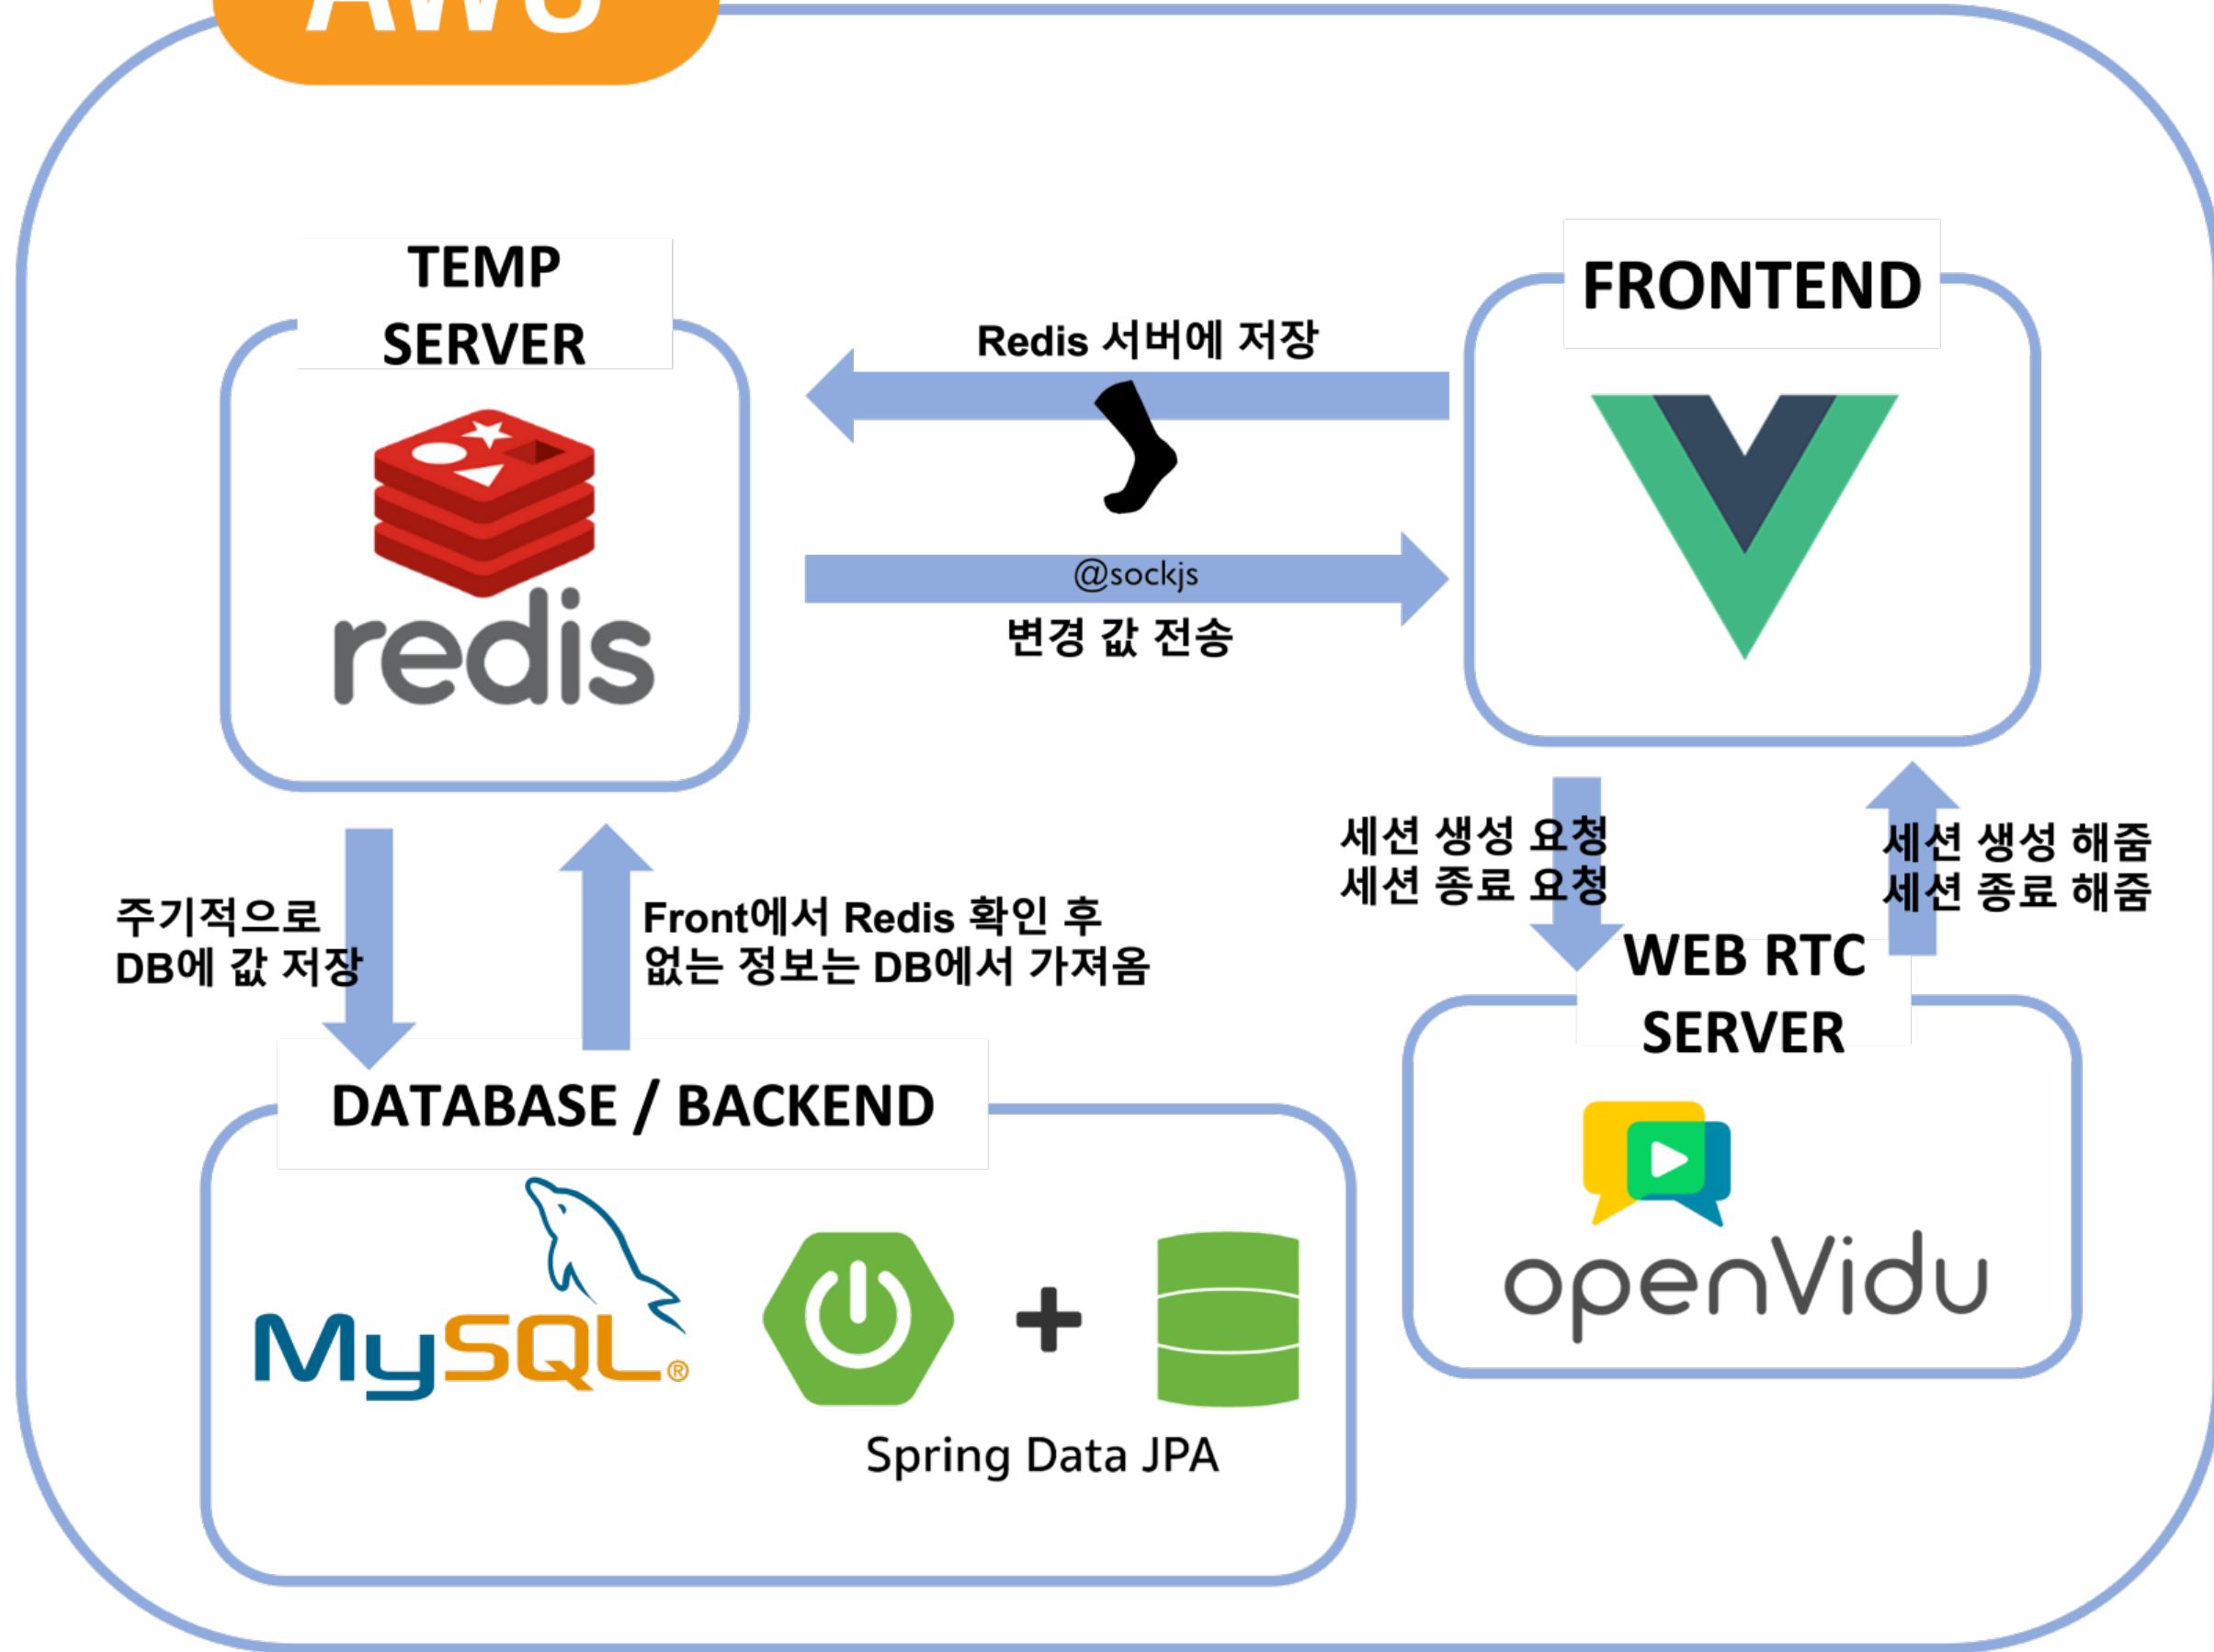 AWS
TEMP
SERVER
redis
Redis 서버에 저장
@sockjs
변경 값 전송
FRONTEND
주기적으로
DB에 값 저장
Front에서 Redis 확인 후
없는 정보는 DB에서 가져옴
세션 생성 요청
세션 종료 요청
세션 생성 해줌
세션 종료 해줌
DATABASE / BACKEND
MySQL®
Spring Data JPA
WEB RTC
SERVER
openVidu